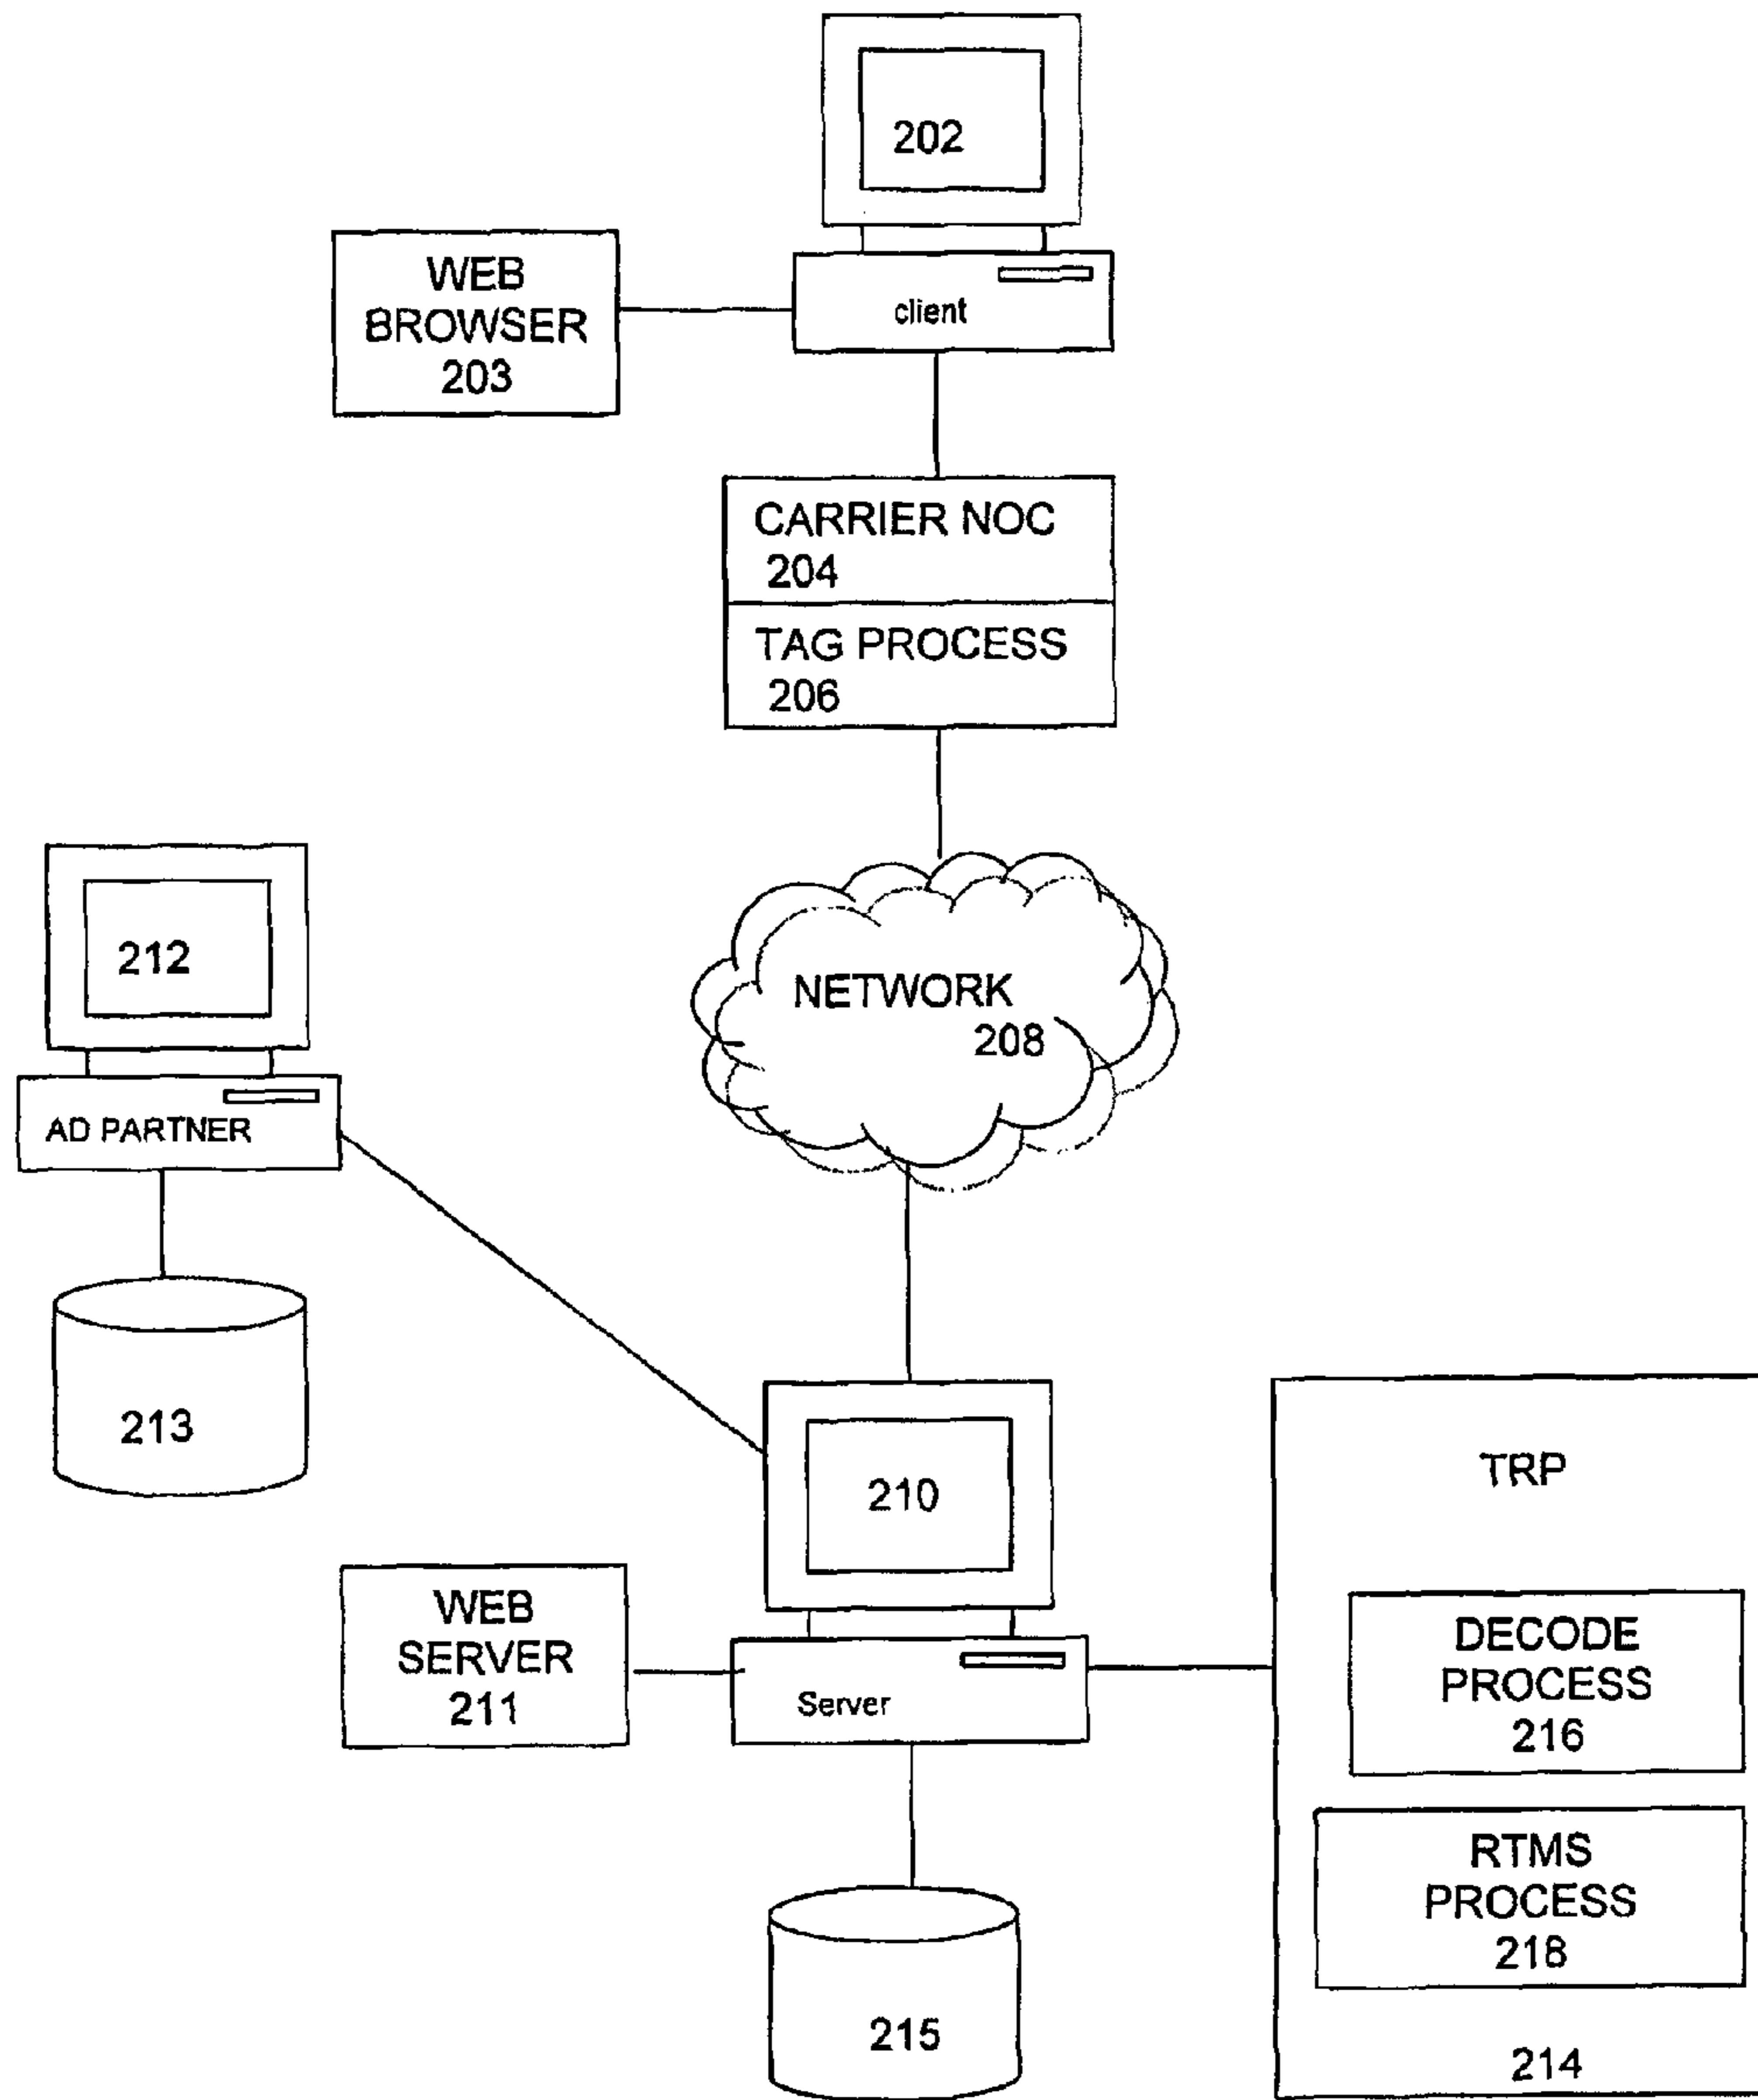 202
WEB
BROWSER
203
client
CARRIER NOC
204
TAG PROCESS
206
NETWORK
208
212
AD PARTNER
213
210
WEB
SERVER
211
Server
215
TRP
DECODE
PROCESS
216
RTMS
PROCESS
218
214